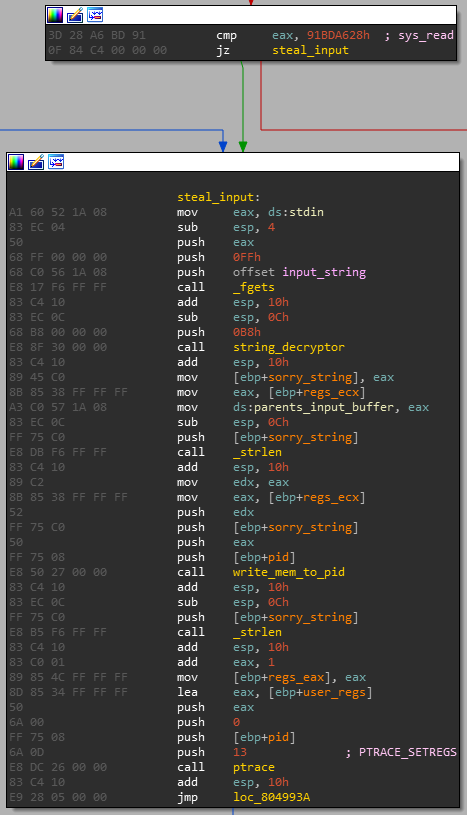 3D 28 A6 BD 91 cmp eax, 91BDA628h ; sys_read
0F 84 C4 00 00 00 jz steal_input
steal_input:
A1 60 52 1A 08 mov eax, ds:stdin
83 EC 04 sub esp, 4
50 push eax
68 FF 00 00 00 push 0FFh
68 C0 56 1A 08 push offset input_string
E8 17 F6 FF FF call _fgets
83 C4 10 add esp, 10h
83 EC 0C sub esp, 0Ch
68 B8 00 00 00 push 0B8h
E8 8F 30 00 00 call string_decryptor
83 C4 10 add esp, 10h
89 45 C0 mov [ebp+sorry_string], eax
8B 85 38 FF FF FF mov eax, [ebp+regs_ecx]
A3 C0 57 1A 08 mov ds:parents_input_buffer, eax
83 EC 0C sub esp, 0Ch
FF 75 C0 push [ebp+sorry_string]
E8 DB F6 FF FF call _strlen
83 C4 10 add esp, 10h
89 C2 mov edx, eax
8B 85 38 FF FF FF mov eax, [ebp+regs_ecx]
52 push edx
FF 75 C0 push [ebp+sorry_string]
50 push eax
FF 75 08 push [ebp+pid]
E8 50 27 00 00 call write_mem_to_pid
83 C4 10 add esp, 10h
83 EC 0C sub esp, 0Ch
FF 75 C0 push [ebp+sorry_string]
E8 B5 F6 FF FF call _strlen
83 C4 10 add esp, 10h
83 C0 01 add eax, 1
89 85 4C FF FF FF mov [ebp+regs_eax], eax
8D 85 34 FF FF FF lea eax, [ebp+user_regs]
50 push eax
6A 00 push 0
FF 75 08 push [ebp+pid]
6A 0D push 13 ; PTRACE_SETREGS
E8 DC 26 00 00 call ptrace
83 C4 10 add esp, 10h
E9 28 05 00 00 jmp loc_804993A